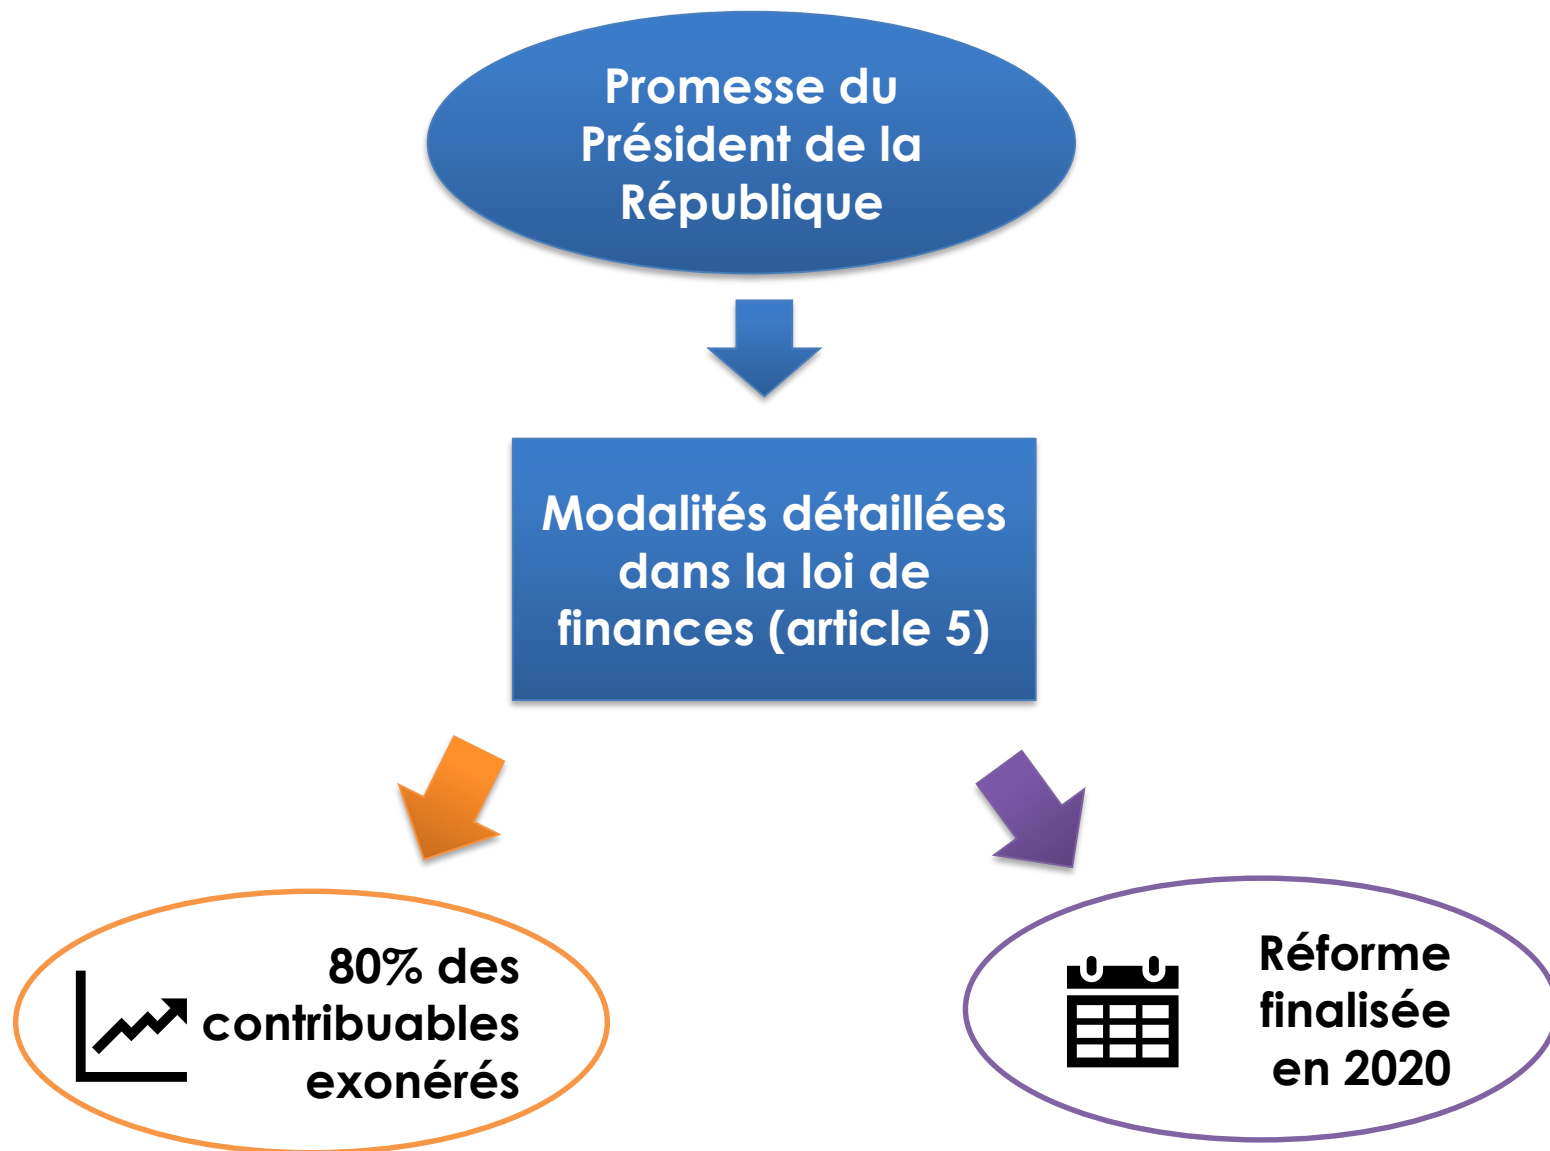 Promesse du
Président de la
République
Modalités détaillées
dans la loi de
finances (article 5)
80% des
contribuables
exonérés
Réforme
finalisée
en 2020